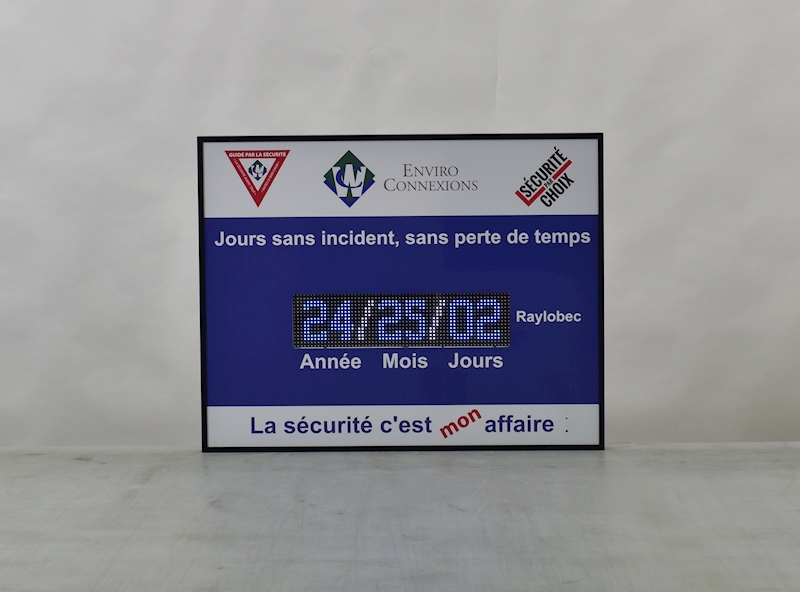 GUIDÉ PAR LA SÉCURITÉ
ENVIRO
CONNEXIONS
SÉCURITÉ
PAR
CHOIX
Jours sans incident, sans perte de temps
24/25/02
Raylobec
Année Mois Jours
La sécurité c'est mon affaire :